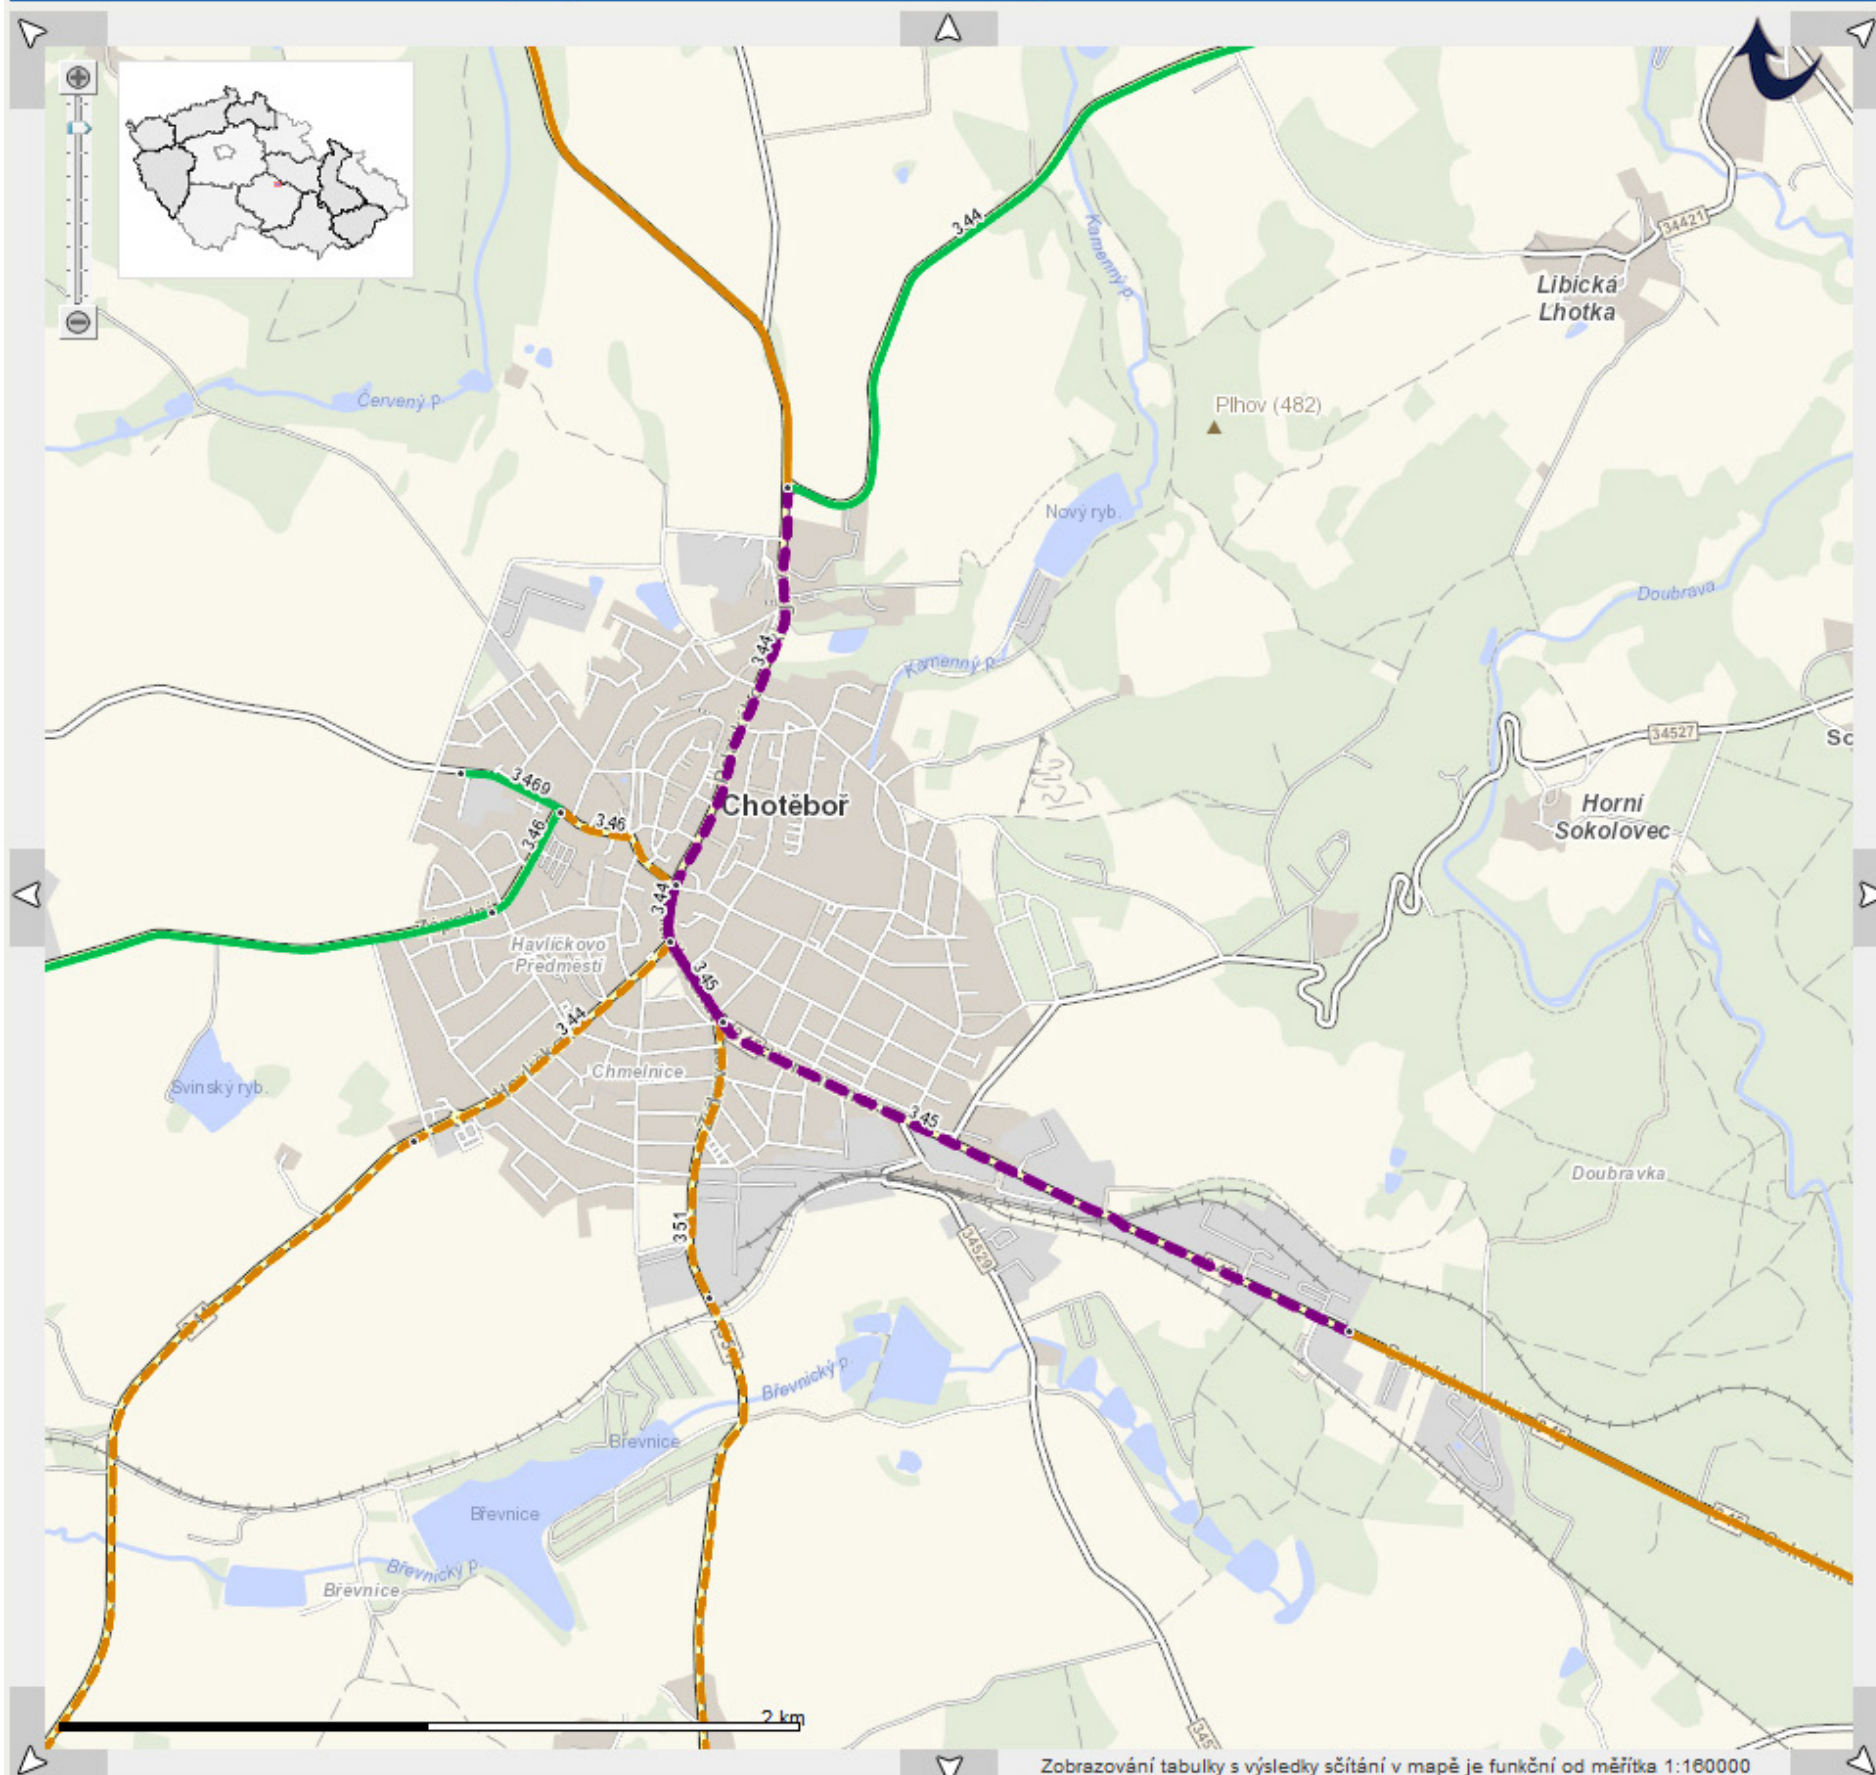 344
Kamenný p.
34421
Libická
Lhotka
Červený p.
Plhov (482)
Nový ryb.
Doubrava
344
Kamenný p.
34527
3469
346
346
Chotěboř
Horní
Sokolovec
344
Havlíčkovo
Předměstí
345
344
Chmelnice
Svinský ryb.
345
Doubravka
351
34529
Břevnický p.
Břevnice
Břevnice
Břevnický p.
Břevnice
2 km
Zobrazování tabulky s výsledky sčítání v mapě je funkční od měřítka 1:160000